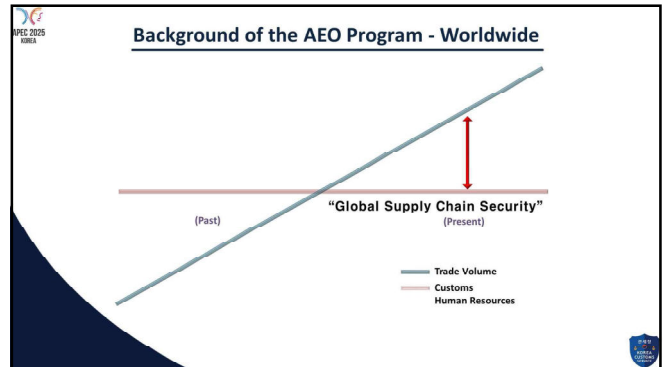 APEC 2025
KOREA
Background of the AEO Program - Worldwide
“Global Supply Chain Security”
(Past)
(Present)
Trade Volume
Customs
Human Resources
KOREA
CUSTOMS